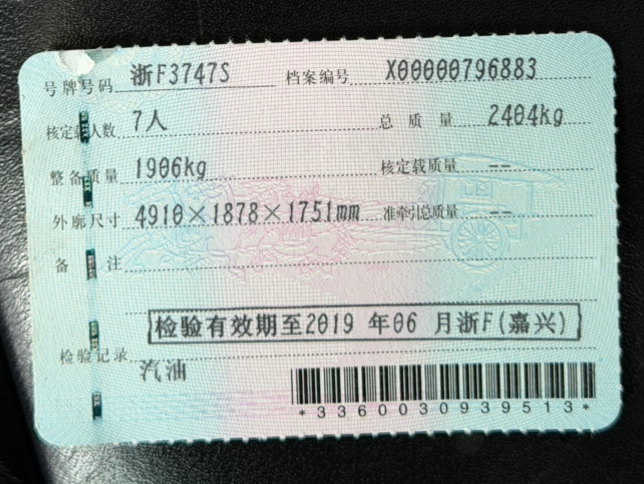 号牌号码 浙F3747S 档案编号 X00000796883
核定载人数 7人 总质量 2404kg
整备质量 1906kg 核定载质量 --
外廓尺寸 4910×1878×1751mm 准牵引总质量 --
备注
检验有效期至2019 年06 月浙F(嘉兴)
检验记录
汽油
*3360030939513*